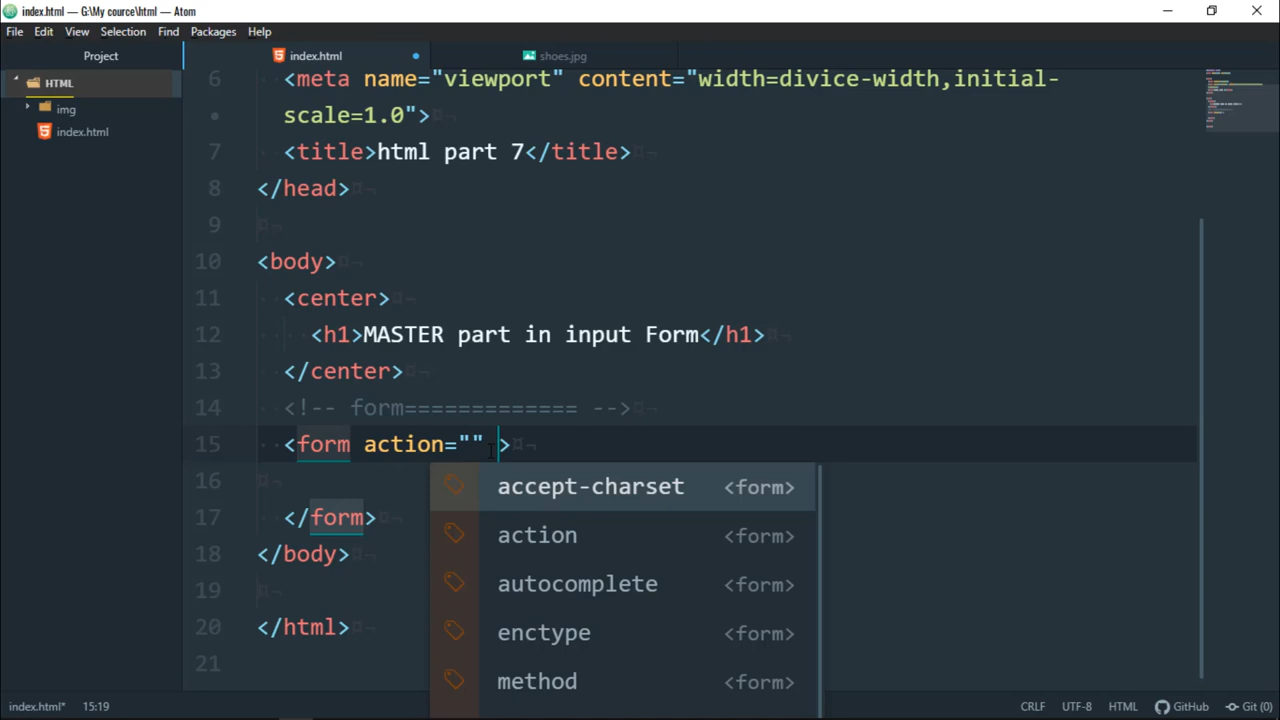 index.html — G:\My cource\html — Atom
File Edit View Selection Find Packages Help
Project
index.html
shoes.jpg
HTML
img
index.html
6 <meta name="viewport" content="width=divice-width,initial-
• scale=1.0">
7 <title>html part 7</title>
8 </head>
9
10 <body>
11 <center>
12 <h1>MASTER part in input Form</h1>
13 </center>
14 <!-- form============= -->
15 <form action="" >
16
17 </form>
18 </body>
19
20 </html>
21
accept-charset <form>
action <form>
autocomplete <form>
enctype <form>
method <form>
index.html* 15:19 CRLF UTF-8 HTML GitHub Git (0)